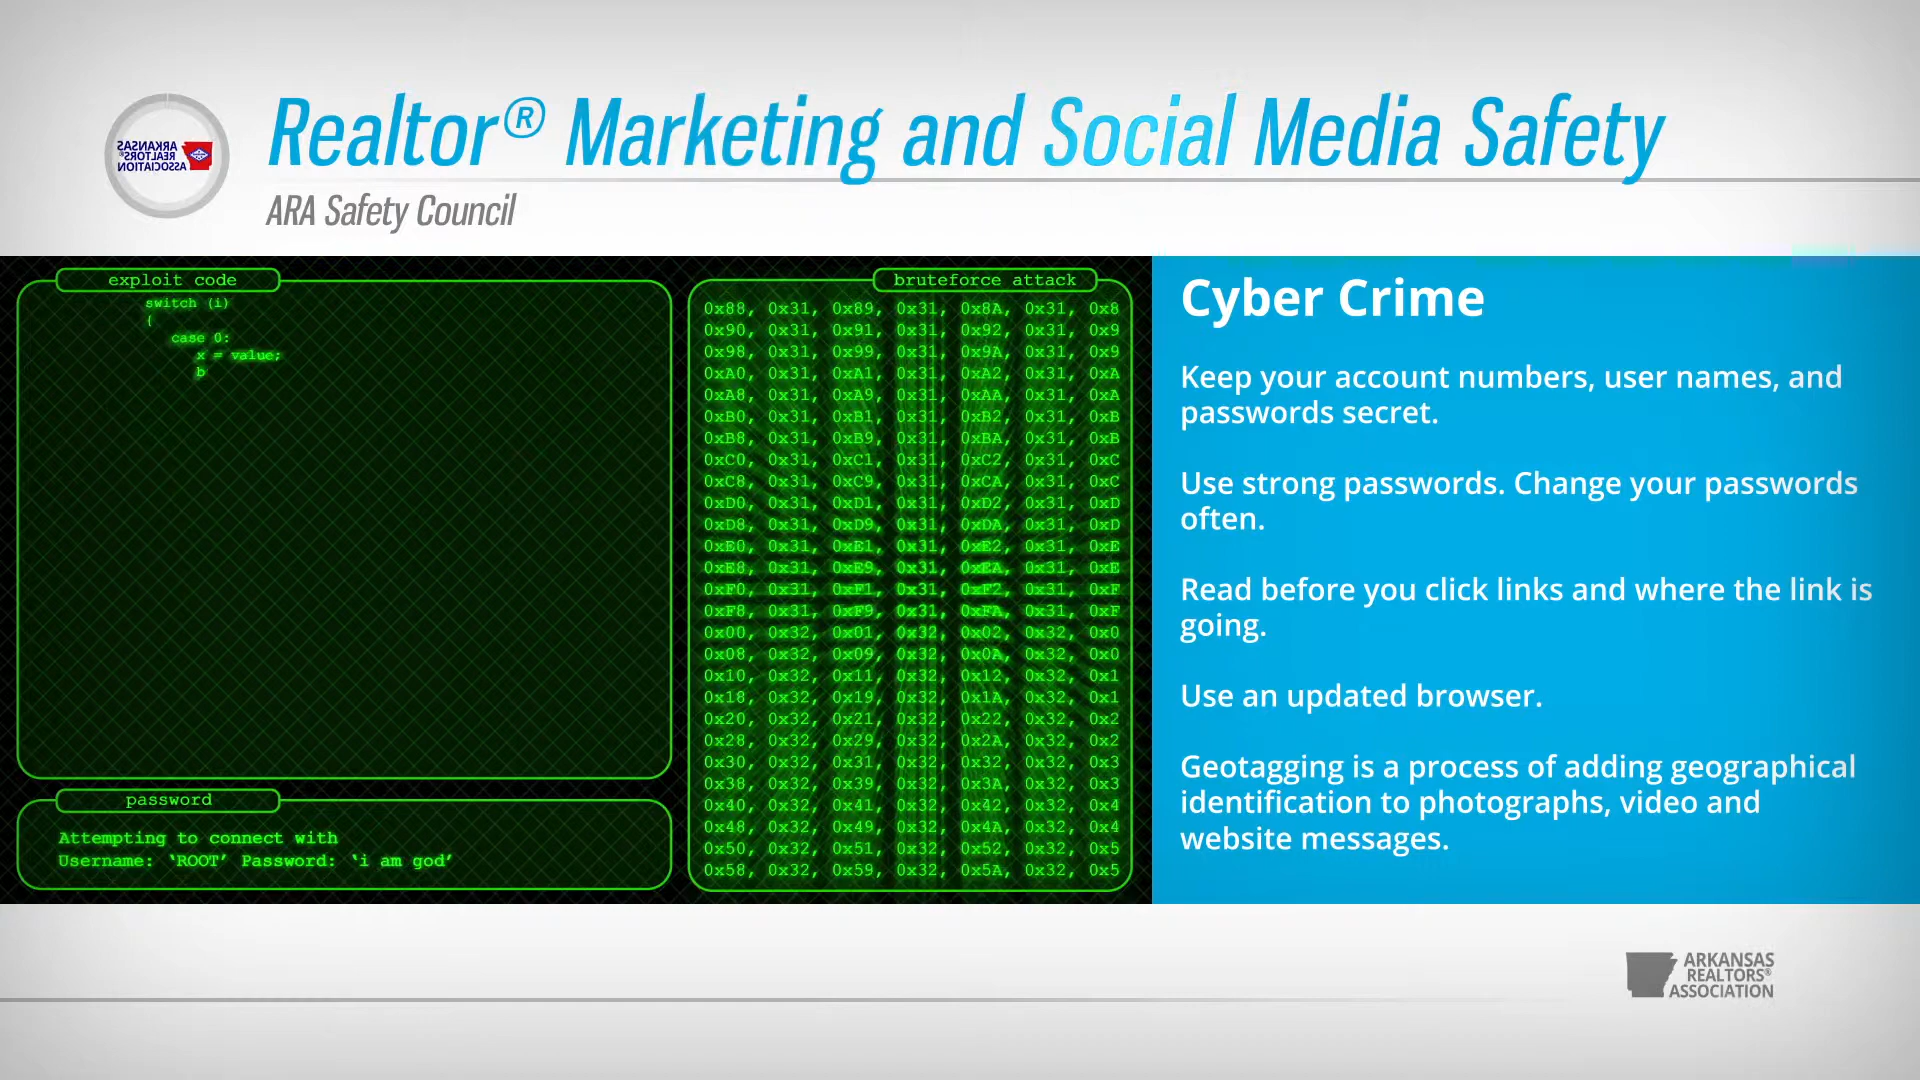 ARKANSAS
REALTORS®
ASSOCIATION
Realtor® Marketing and Social Media Safety
ARA Safety Council
exploit code
switch (i)
{
case 0:
x = value;
b
password
Attempting to connect with
Username: ‘ROOT’ Password: ‘i am god’
bruteforce attack
0x88, 0x31, 0x89, 0x31, 0x8A, 0x31, 0x8
0x90, 0x31, 0x91, 0x31, 0x92, 0x31, 0x9
0x98, 0x31, 0x99, 0x31, 0x9A, 0x31, 0x9
0xA0, 0x31, 0xA1, 0x31, 0xA2, 0x31, 0xA
0xA8, 0x31, 0xA9, 0x31, 0xAA, 0x31, 0xA
0xB0, 0x31, 0xB1, 0x31, 0xB2, 0x31, 0xB
0xB8, 0x31, 0xB9, 0x31, 0xBA, 0x31, 0xB
0xC0, 0x31, 0xC1, 0x31, 0xC2, 0x31, 0xC
0xC8, 0x31, 0xC9, 0x31, 0xCA, 0x31, 0xC
0xD0, 0x31, 0xD1, 0x31, 0xD2, 0x31, 0xD
0xD8, 0x31, 0xD9, 0x31, 0xDA, 0x31, 0xD
0xE0, 0x31, 0xE1, 0x31, 0xE2, 0x31, 0xE
0xE8, 0x31, 0xE9, 0x31, 0xEA, 0x31, 0xE
0xF0, 0x31, 0xF1, 0x31, 0xF2, 0x31, 0xF
0xF8, 0x31, 0xF9, 0x31, 0xFA, 0x31, 0xF
0x00, 0x32, 0x01, 0x32, 0x02, 0x32, 0x0
0x08, 0x32, 0x09, 0x32, 0x0A, 0x32, 0x0
0x10, 0x32, 0x11, 0x32, 0x12, 0x32, 0x1
0x18, 0x32, 0x19, 0x32, 0x1A, 0x32, 0x1
0x20, 0x32, 0x21, 0x32, 0x22, 0x32, 0x2
0x28, 0x32, 0x29, 0x32, 0x2A, 0x32, 0x2
0x30, 0x32, 0x31, 0x32, 0x32, 0x32, 0x3
0x38, 0x32, 0x39, 0x32, 0x3A, 0x32, 0x3
0x40, 0x32, 0x41, 0x32, 0x42, 0x32, 0x4
0x48, 0x32, 0x49, 0x32, 0x4A, 0x32, 0x4
0x50, 0x32, 0x51, 0x32, 0x52, 0x32, 0x5
0x58, 0x32, 0x59, 0x32, 0x5A, 0x32, 0x5
Cyber Crime
Keep your account numbers, user names, and
passwords secret.
Use strong passwords. Change your passwords
often.
Read before you click links and where the link is
going.
Use an updated browser.
Geotagging is a process of adding geographical
identification to photographs, video and
website messages.
ARKANSAS
REALTORS®
ASSOCIATION